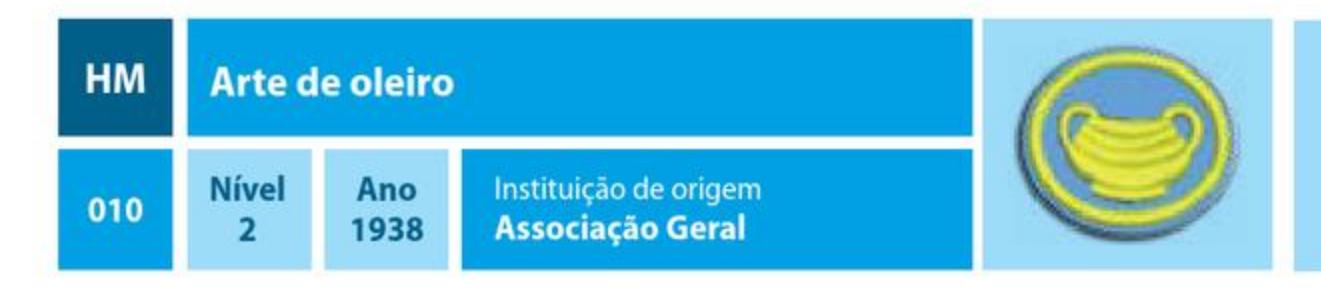 HM
Arte de oleiro
010
Nível
2
Ano
1938
Instituição de origem
Associação Geral